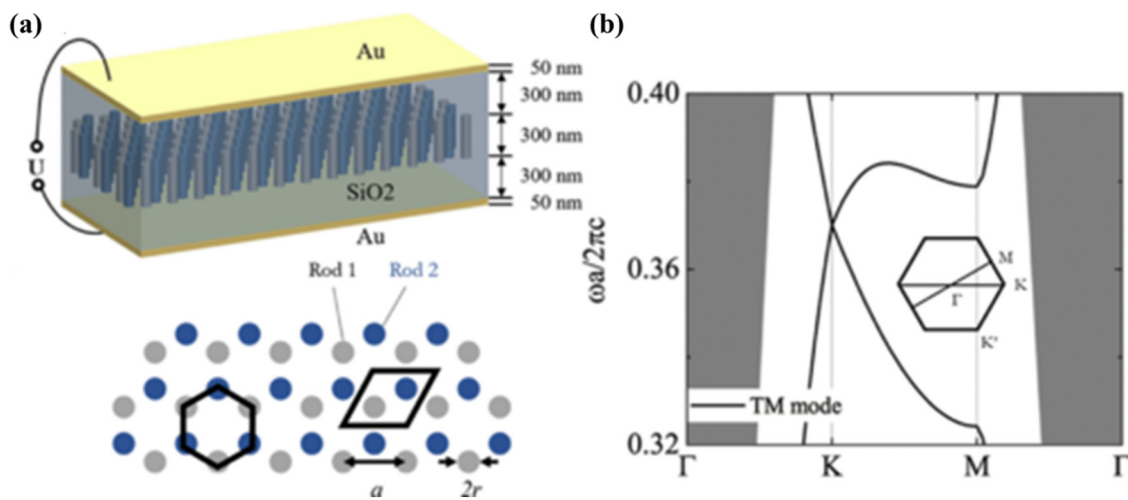 (a)
Au
50 nm
300 nm
300 nm
300 nm
50 nm
U
SiO2
Au
Rod 1
Rod 2
a
2r
(b)
0.40
0.36
0.32
ωa/2πc
M
K
Γ
K'
TM mode
Γ
K
M
Γ